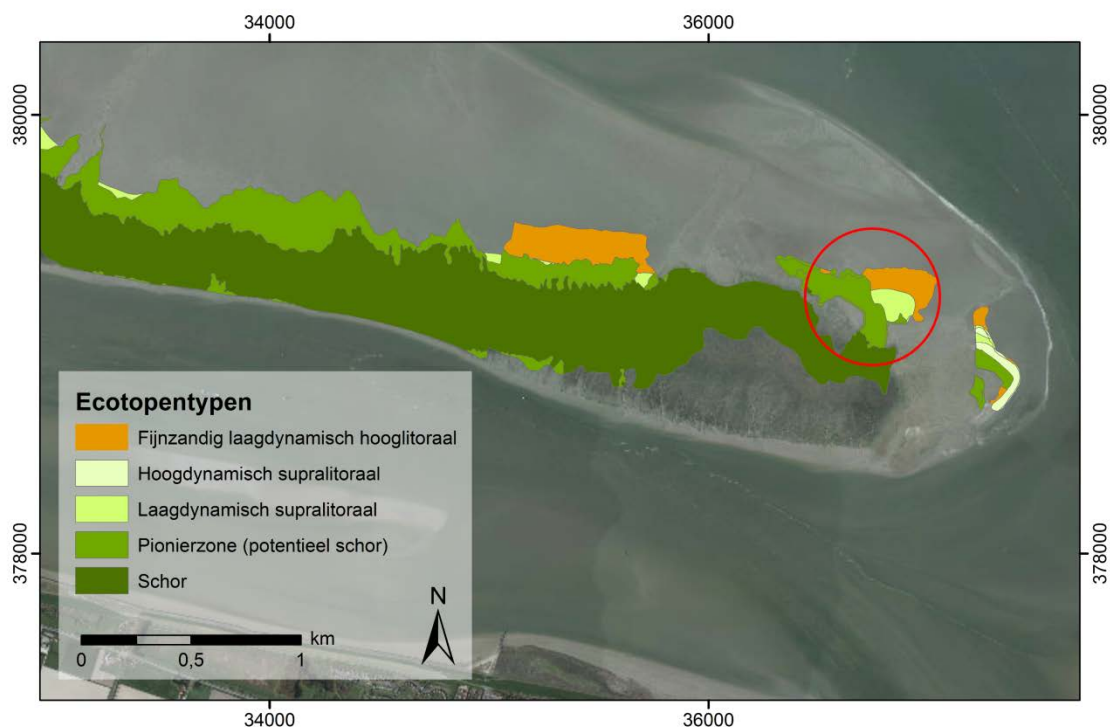 34000
36000
380000
380000
378000
378000
Ecotopentypen
Fijnzandig laagdynamisch hooglitoraal
Hoogdynamisch supralitoraal
Laagdynamisch supralitoraal
Pionierzone (potentieel schor)
Schor
N
km
0
0,5
1
34000
36000